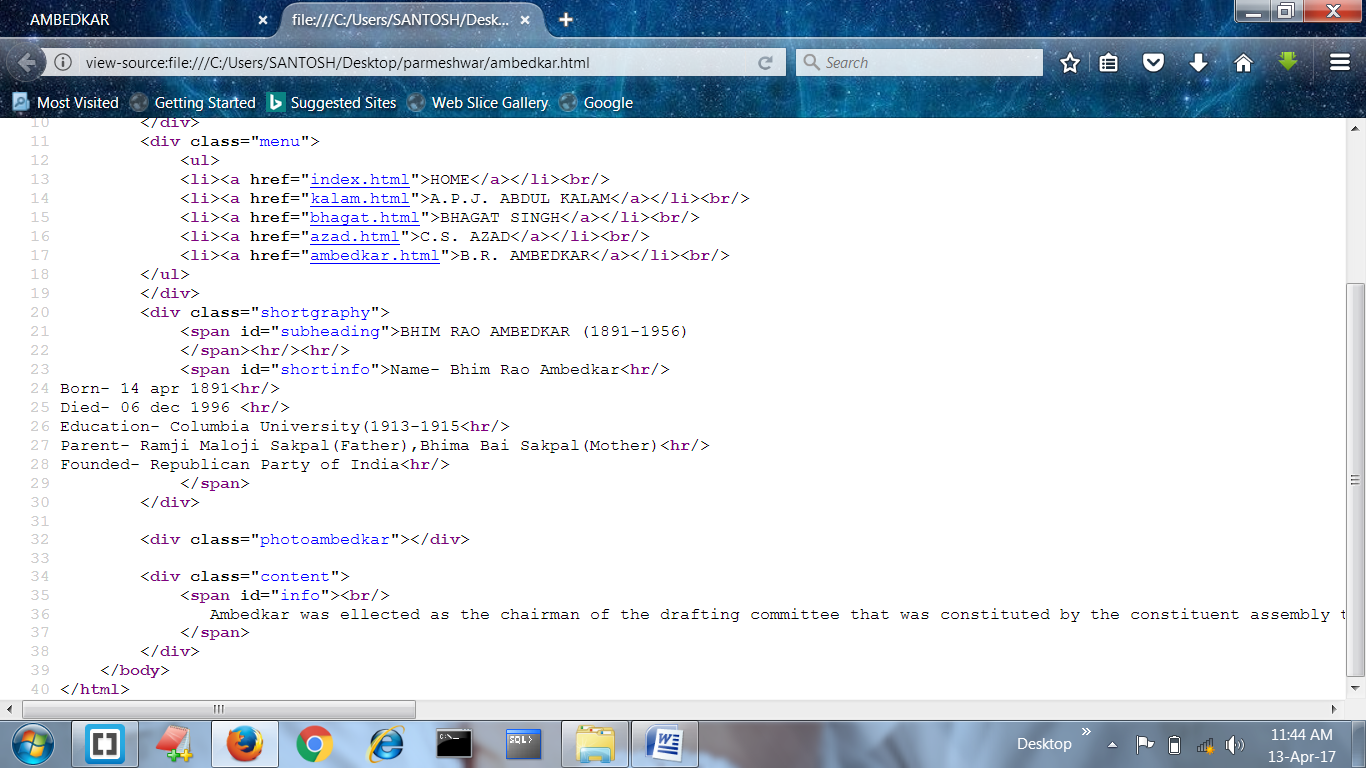 AMBEDKAR
file:///C:/Users/SANTOSH/Desk...
view-source:file:///C:/Users/SANTOSH/Desktop/parmeshwar/ambedkar.html
Search
Most Visited Getting Started Suggested Sites Web Slice Gallery Google
10 </div>
11 <div class="menu">
12 <ul>
13 <li><a href="index.html">HOME</a></li><br/>
14 <li><a href="kalam.html">A.P.J. ABDUL KALAM</a></li><br/>
15 <li><a href="bhagat.html">BHAGAT SINGH</a></li><br/>
16 <li><a href="azad.html">C.S. AZAD</a></li><br/>
17 <li><a href="ambedkar.html">B.R. AMBEDKAR</a></li><br/>
18 </ul>
19 </div>
20 <div class="shortgraphy">
21 <span id="subheading">BHIM RAO AMBEDKAR (1891-1956)
22 </span><hr/><hr/>
23 <span id="shortinfo">Name- Bhim Rao Ambedkar<hr/>
24 Born- 14 apr 1891<hr/>
25 Died- 06 dec 1996 <hr/>
26 Education- Columbia University(1913-1915<hr/>
27 Parent- Ramji Maloji Sakpal(Father),Bhima Bai Sakpal(Mother)<hr/>
28 Founded- Republican Party of India<hr/>
29 </span>
30 </div>
31
32 <div class="photoambedkar"></div>
33
34 <div class="content">
35 <span id="info"><br/>
36 Ambedkar was ellected as the chairman of the drafting committee that was constituted by the constituent assembly t
37 </span>
38 </div>
39 </body>
40 </html>
C:\_
SQL>
W
Desktop
11:44 AM
13-Apr-17